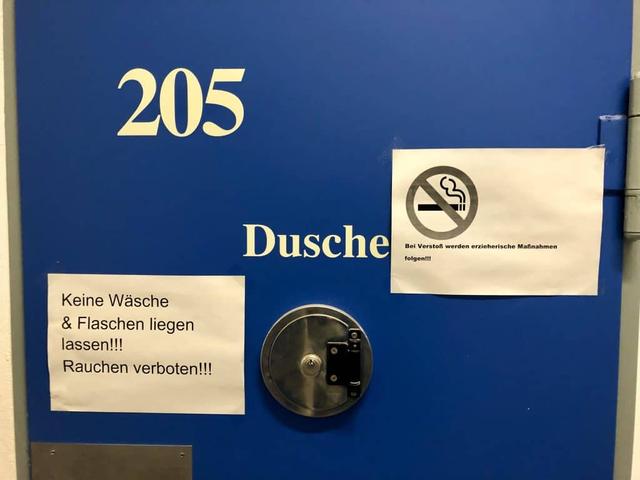 205
Dusche
Bei Verstoß werden erzieherische Maßnahmen
folgen!!!
Keine Wäsche
& Flaschen liegen
lassen!!!
Rauchen verboten!!!